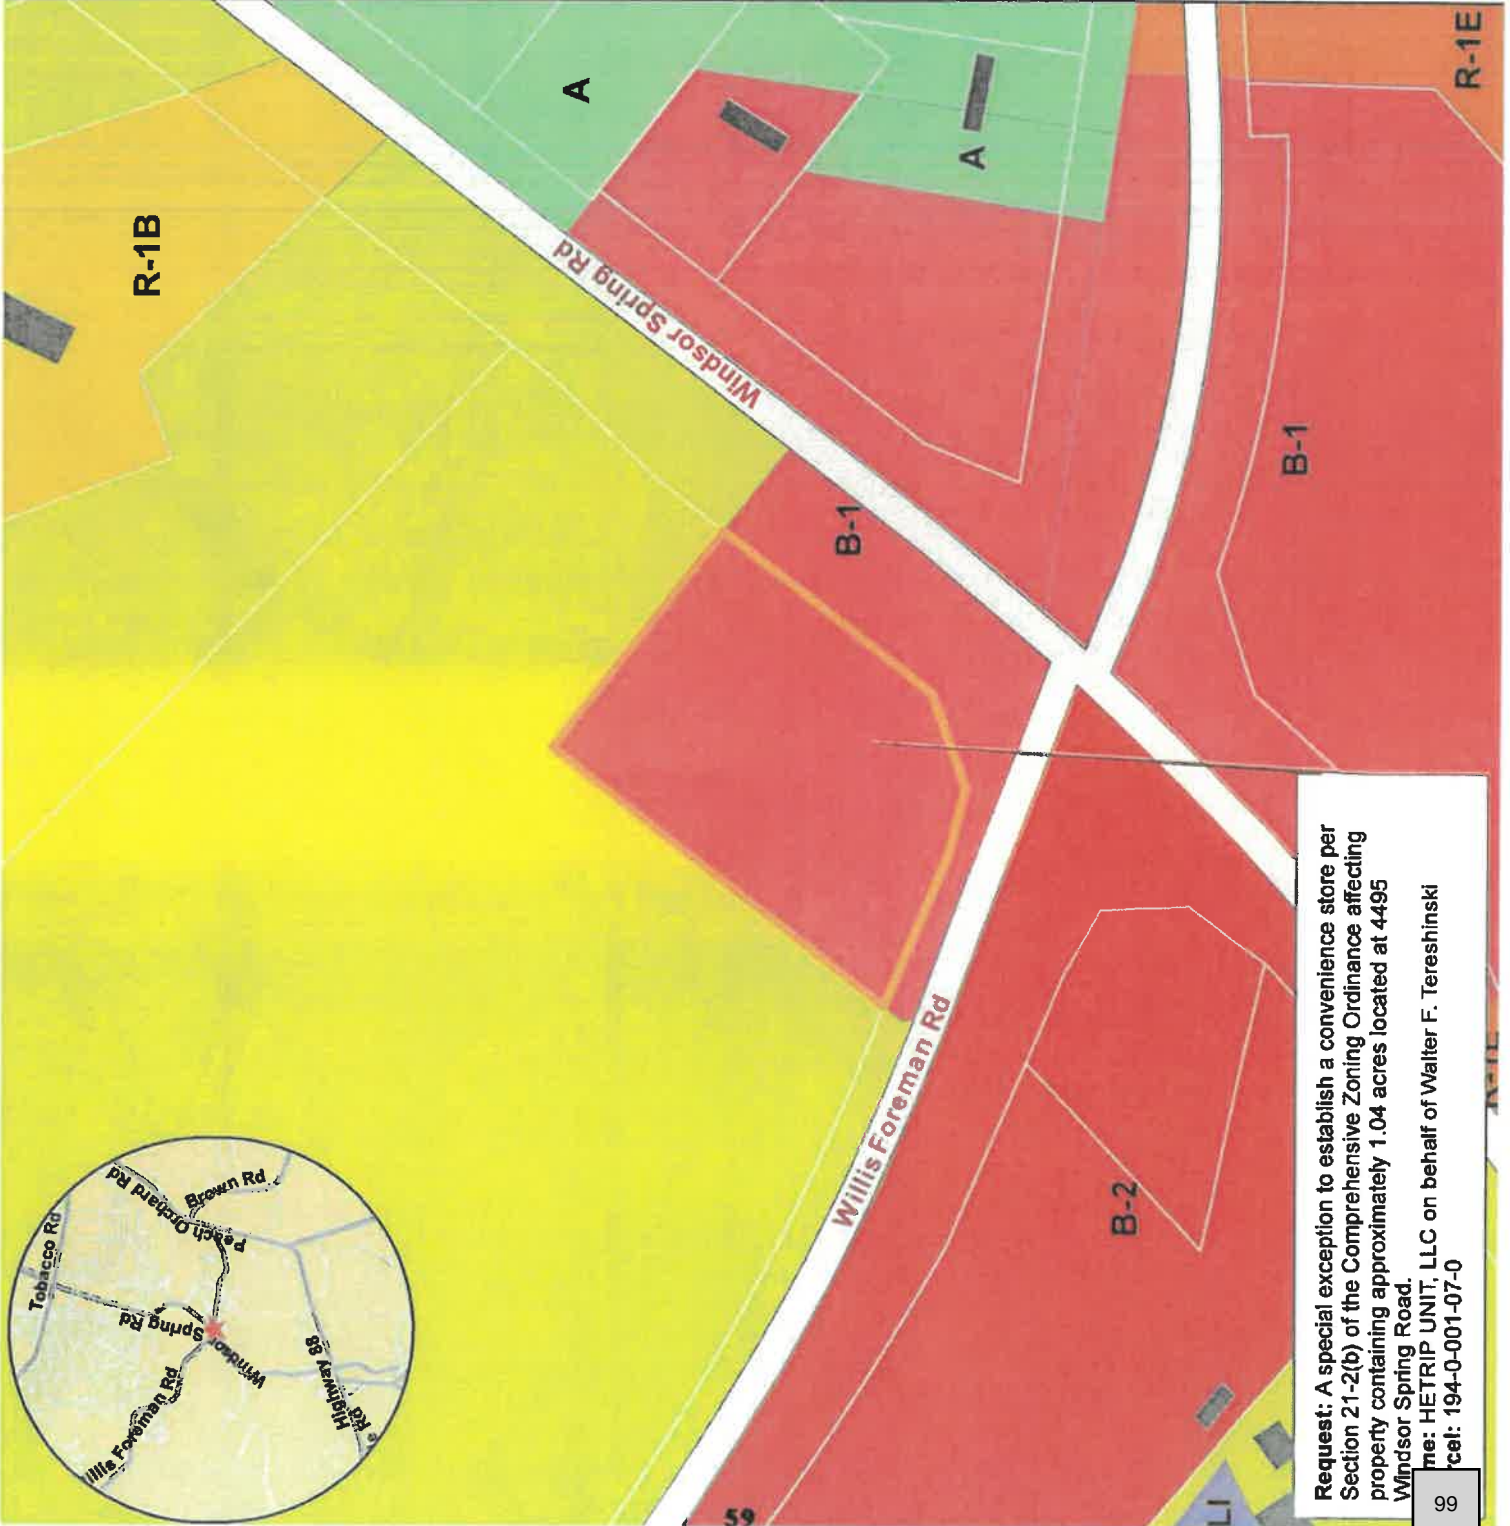 R-1B
A
A
R-1E
Windsor Spring Rd
B-1
B-1
Willis Foreman Rd
B-2
59
LI
Tobacco Rd
Peach Orchard Rd
Brown Rd
Spring Rd
Windsor
illis Foreman Rd
Highway 88
e Rd
Request: A special exception to establish a convenience store per
Section 21-2(b) of the Comprehensive Zoning Ordinance affecting
property containing approximately 1.04 acres located at 4495
Windsor Spring Road.
me: HETRIP UNIT, LLC on behalf of Walter F. Tereshinski
rcel: 194-0-001-07-0
99